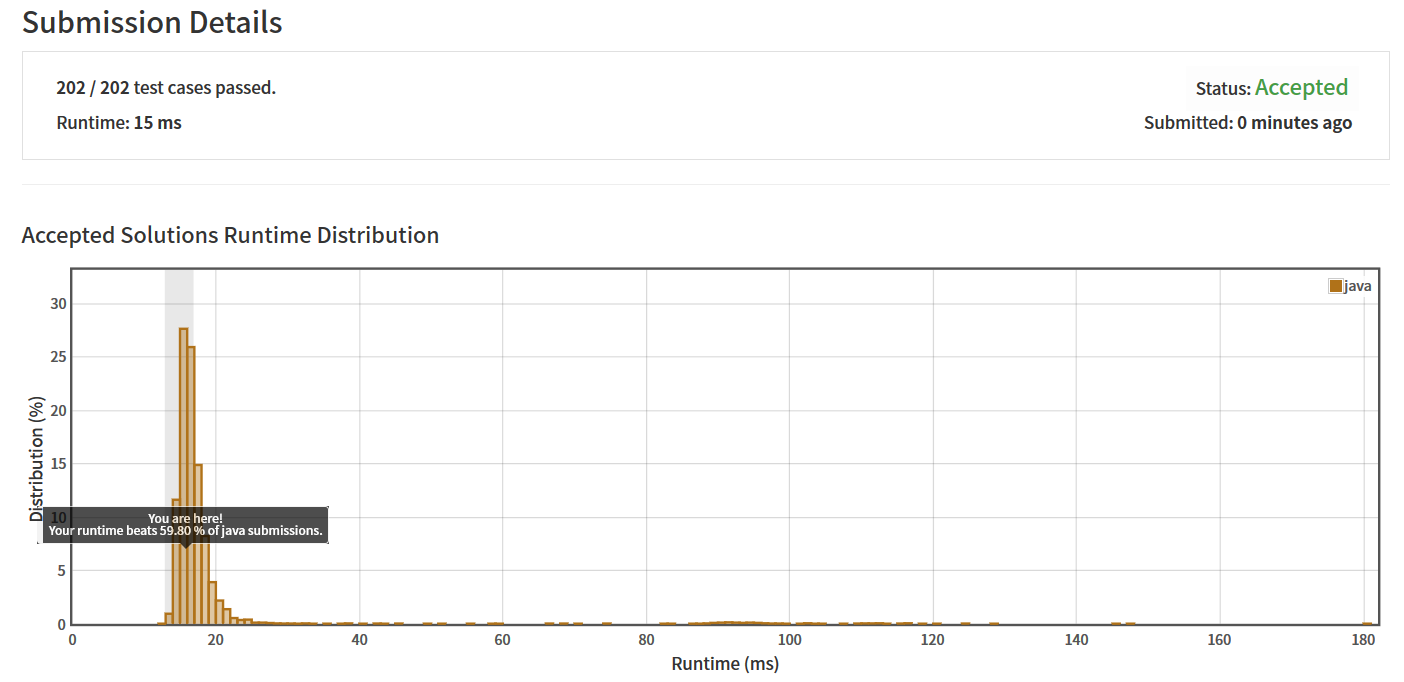 Submission Details
202 / 202 test cases passed.
Status: Accepted
Runtime: 15 ms
Submitted: 0 minutes ago
Accepted Solutions Runtime Distribution
java
30
25
20
15
10
5
0
Distribution (%)
You are here!
Your runtime beats 59.80 % of java submissions.
0 20 40 60 80 100 120 140 160 180
Runtime (ms)